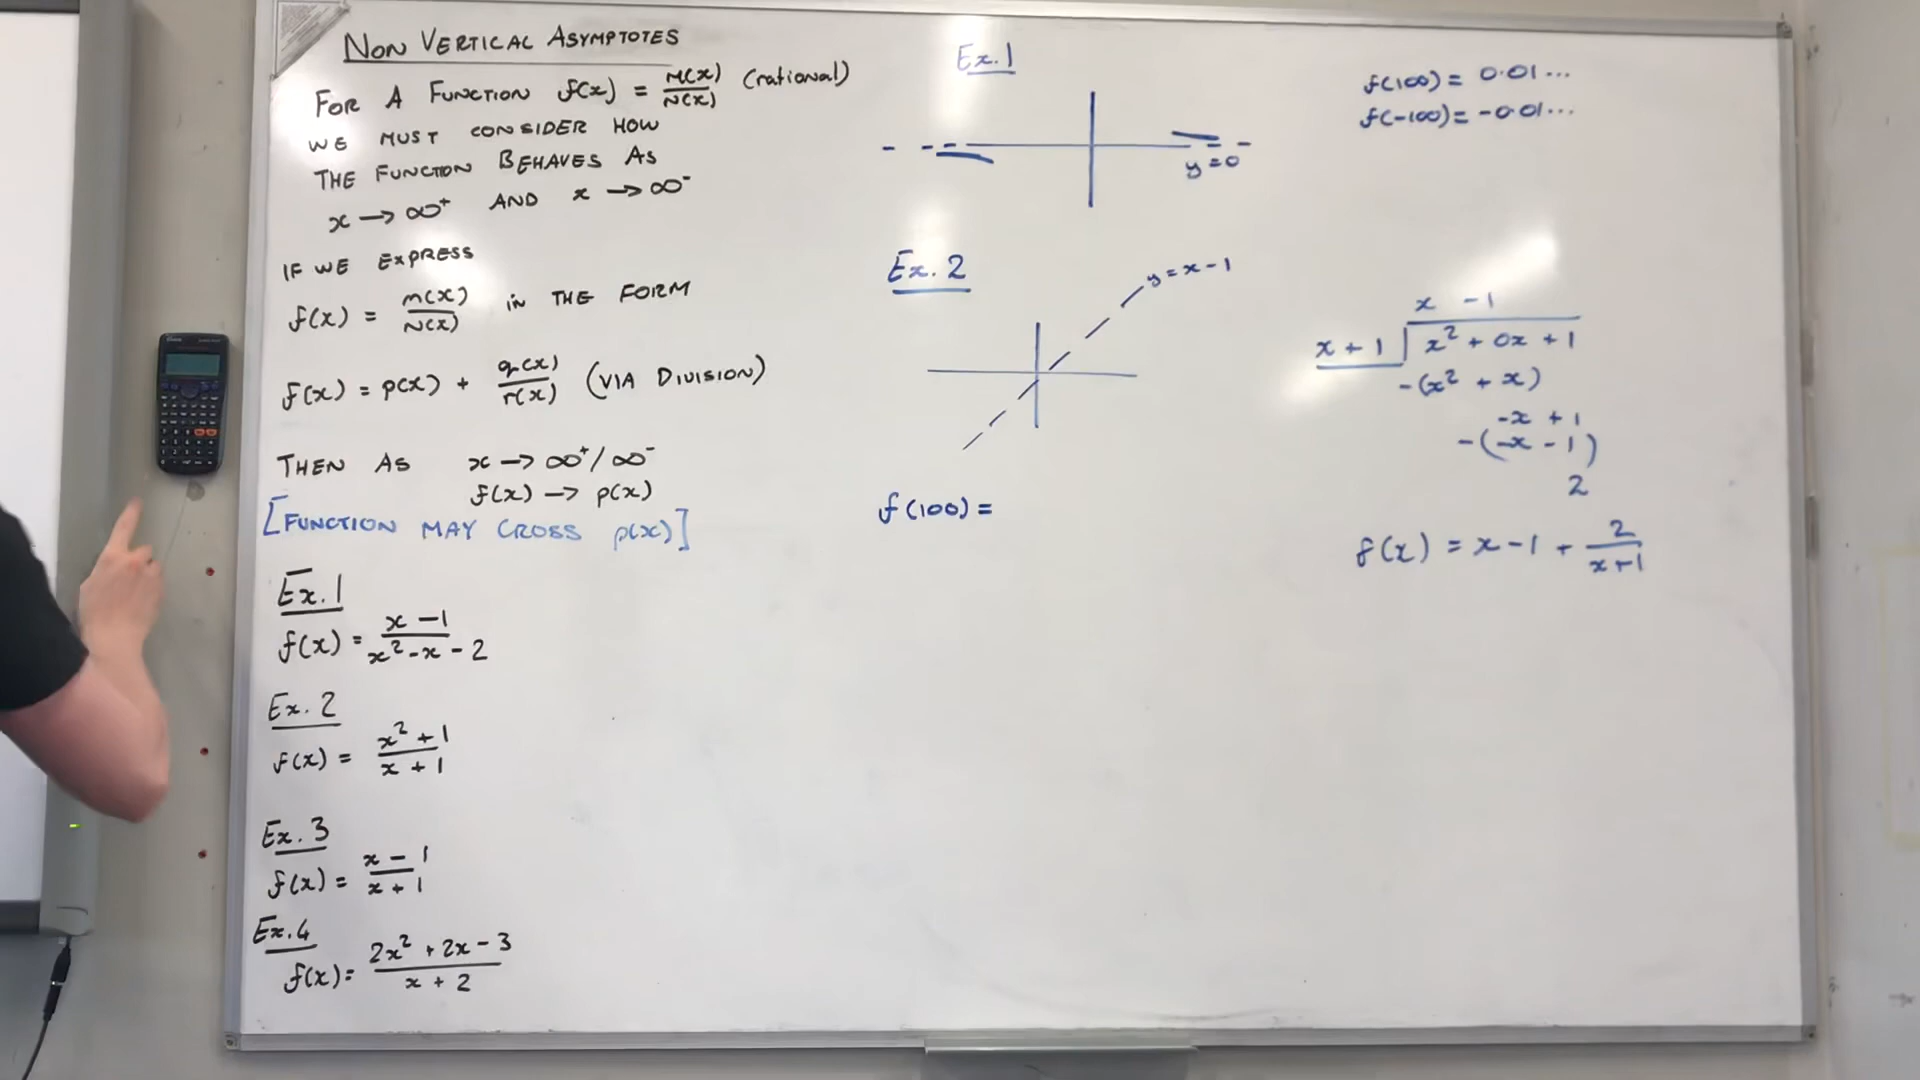 NON VERTICAL ASYMPTOTES
FOR A FUNCTION f(x) = M(x)/N(x) (rational)
WE MUST CONSIDER HOW
THE FUNCTION BEHAVES AS
x → ∞⁺ AND x → ∞⁻
IF WE EXPRESS
f(x) = M(x)/N(x) IN THE FORM
f(x) = p(x) + q(x)/r(x) (VIA DIVISION)
THEN AS x → ∞⁺/∞⁻
f(x) → p(x)
[FUNCTION MAY CROSS p(x)]
Ex.1
f(x) = x - 1/x² - x - 2
Ex.2
f(x) = x² + 1/x + 1
Ex.3
f(x) = x - 1/x + 1
Ex.4
f(x) = 2x² + 2x - 3/x + 2
Ex.1
y = 0
f(100) = 0.01...
f(-100) = -0.01...
Ex.2
y = x - 1
f(100) =
x - 1
x + 1 x² + 0x + 1
-(x² + x)
-x + 1
-(-x - 1)
2
f(x) = x - 1 + 2/x+1